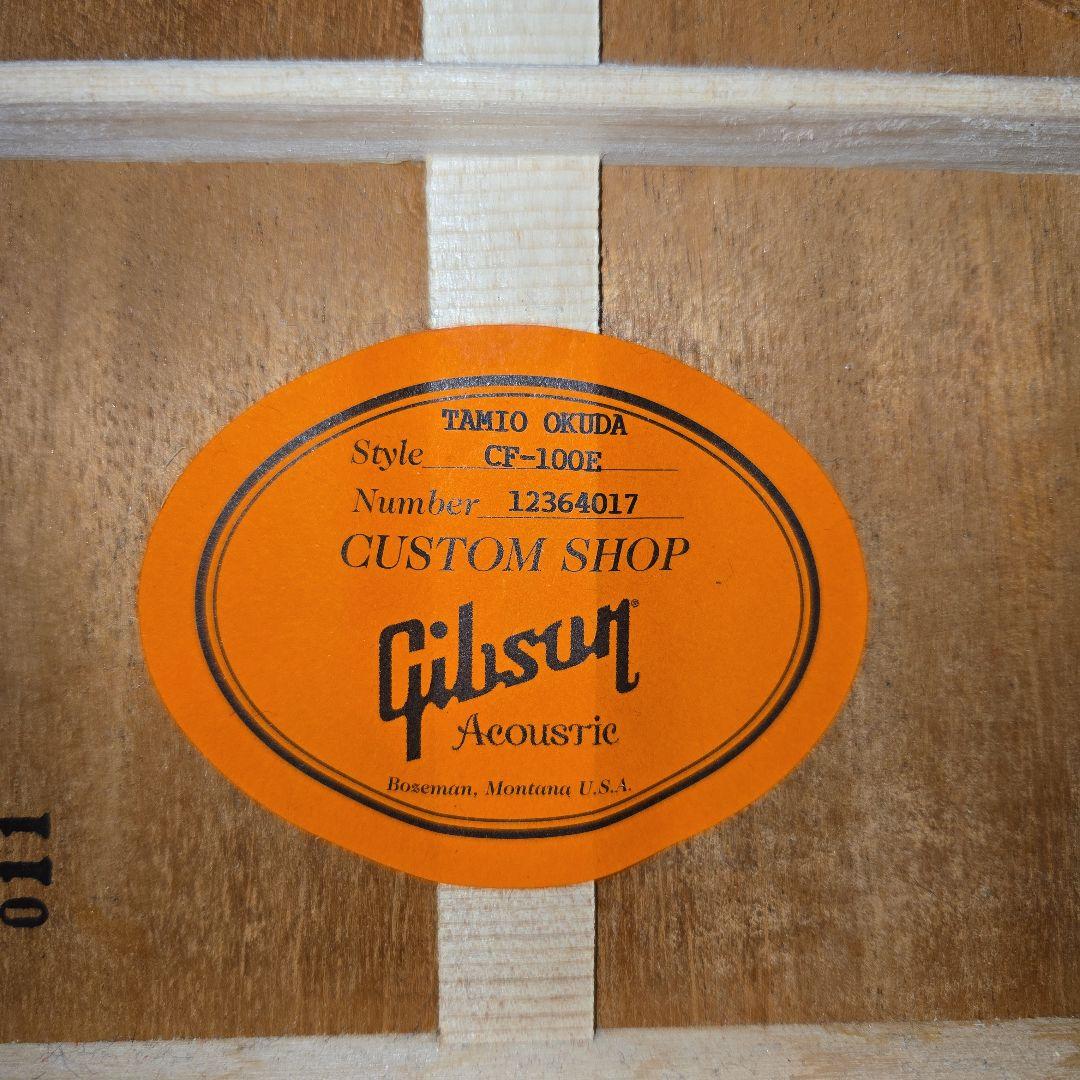 TAMIO OKUDA
Style CF-100E
Number 12364017
CUSTOM SHOP
Gibson®
Acoustic
Bozeman, Montana U.S.A.
011